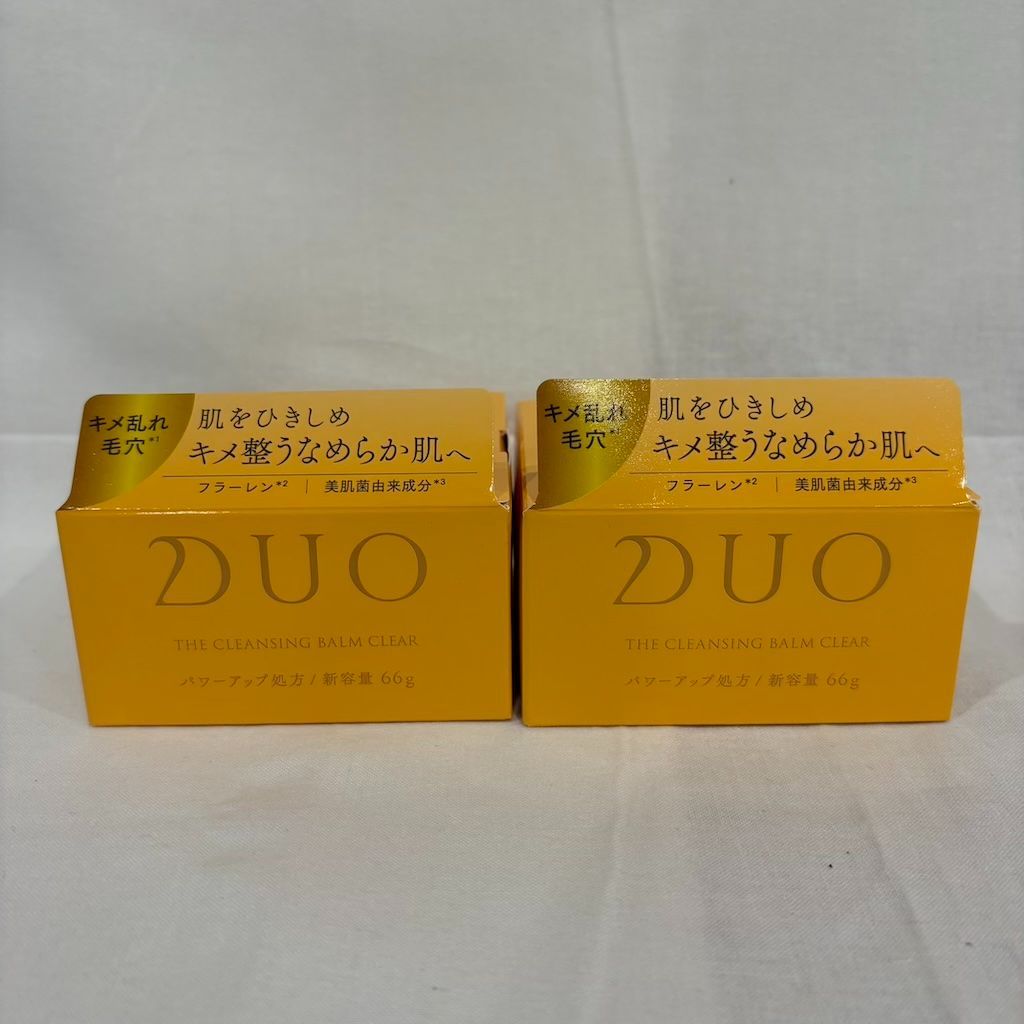 キメ乱れ
毛穴*1
肌をひきしめ
キメ整うなめらか肌へ
フラーレン*2 | 美肌菌由来成分*3
DUO
THE CLEANSING BALM CLEAR
パワーアップ処方/新容量 66g
キメ乱れ
毛穴*1
肌をひきしめ
キメ整うなめらか肌へ
フラーレン*2 | 美肌菌由来成分*3
DUO
THE CLEANSING BALM CLEAR
パワーアップ処方/新容量 66g